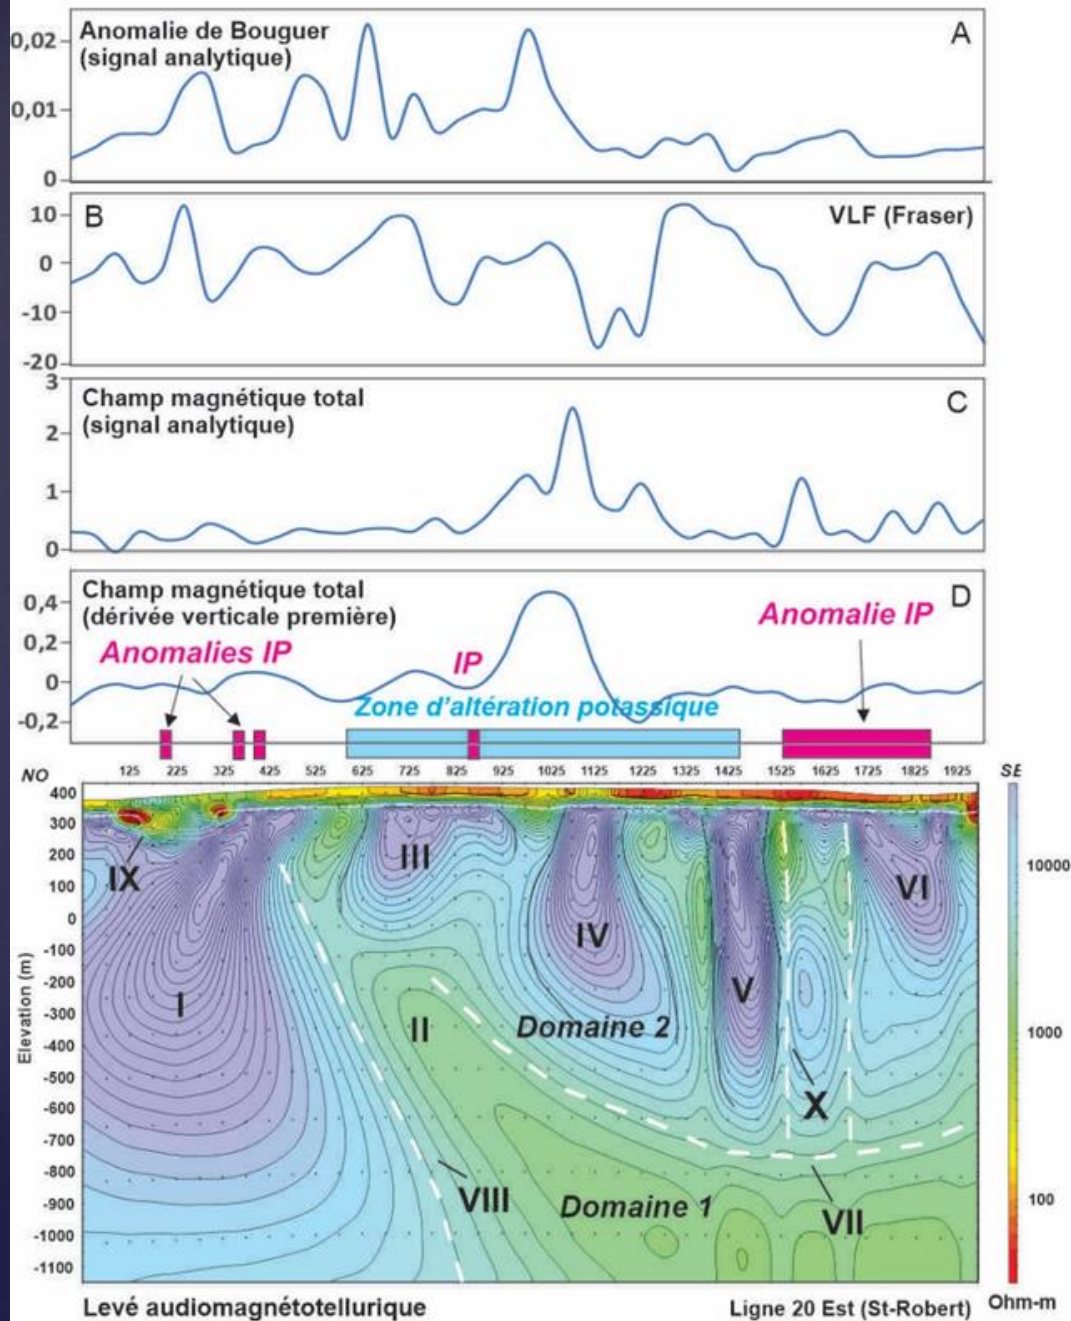 Anomalie de Bouguer
(signal analytique)
A
0,02
0,01
0
B
VLF (Fraser)
10
0
-10
-20
Champ magnétique total
(signal analytique)
C
3
2
1
0
Champ magnétique total
(dérivée verticale première)
D
0,4
0,2
0
-0,2
Anomalies IP
IP
Anomalie IP
Zone d'altération potassique
125 225 325 425 525 625 725 825 925 1025 1125 1225 1325 1425 1525 1625 1725 1825 1925
NO
SE
400
300
200
100
0
-100
-200
-300
-400
-500
-600
-700
-800
-900
-1000
-1100
Elevation (m)
IX
III
VI
IV
I
V
II
Domaine 2
X
VIII
Domaine 1
VII
10000
1000
100
Ohm-m
Levé audiomagnétotellurique
Ligne 20 Est (St-Robert)